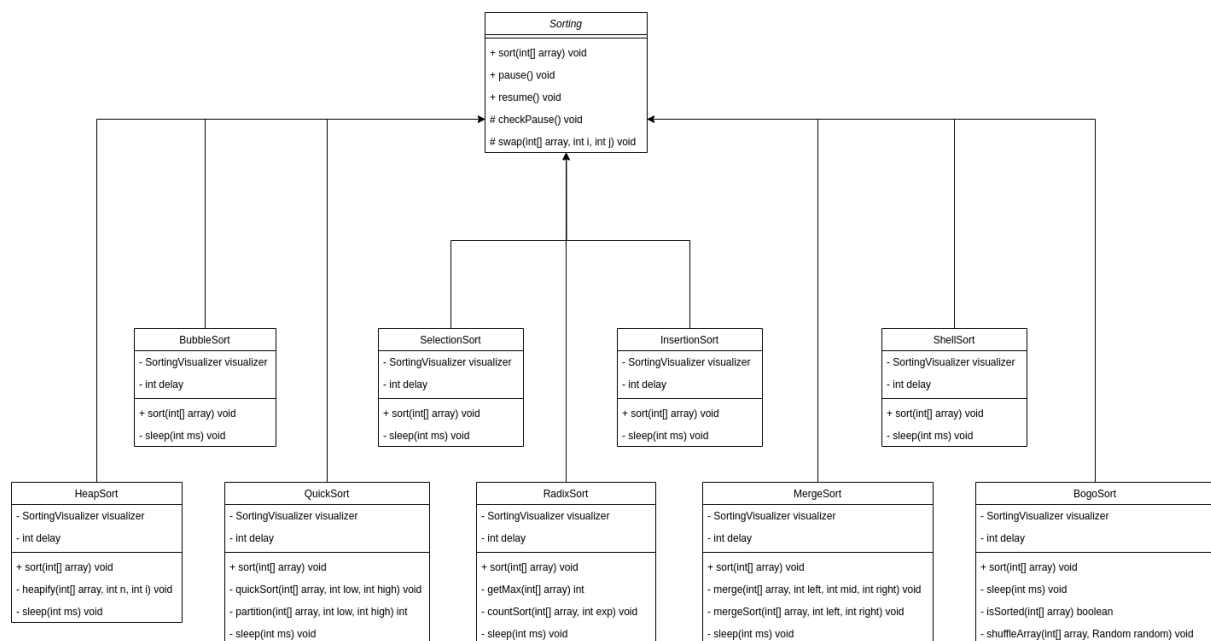 Sorting
+ sort(int[] array) void
+ pause() void
+ resume() void
# checkPause() void
# swap(int[] array, int i, int j) void
BubbleSort
- SortingVisualizer visualizer
- int delay
+ sort(int[] array) void
- sleep(int ms) void
SelectionSort
- SortingVisualizer visualizer
- int delay
+ sort(int[] array) void
- sleep(int ms) void
InsertionSort
- SortingVisualizer visualizer
- int delay
+ sort(int[] array) void
- sleep(int ms) void
ShellSort
- SortingVisualizer visualizer
- int delay
+ sort(int[] array) void
- sleep(int ms) void
HeapSort
- SortingVisualizer visualizer
- int delay
+ sort(int[] array) void
- heapify(int[] array, int n, int i) void
- sleep(int ms) void
QuickSort
- SortingVisualizer visualizer
- int delay
+ sort(int[] array) void
- quickSort(int[] array, int low, int high) void
- partition(int[] array, int low, int high) int
- sleep(int ms) void
RadixSort
- SortingVisualizer visualizer
- int delay
+ sort(int[] array) void
- getMax(int[] array) int
- countSort(int[] array, int exp) void
- sleep(int ms) void
MergeSort
- SortingVisualizer visualizer
- int delay
+ sort(int[] array) void
- merge(int[] array, int left, int mid, int right) void
- mergeSort(int[] array, int left, int right) void
- sleep(int ms) void
BogoSort
- SortingVisualizer visualizer
- int delay
+ sort(int[] array) void
- sleep(int ms) void
- isSorted(int[] array) boolean
- shuffleArray(int[] array, Random random) void